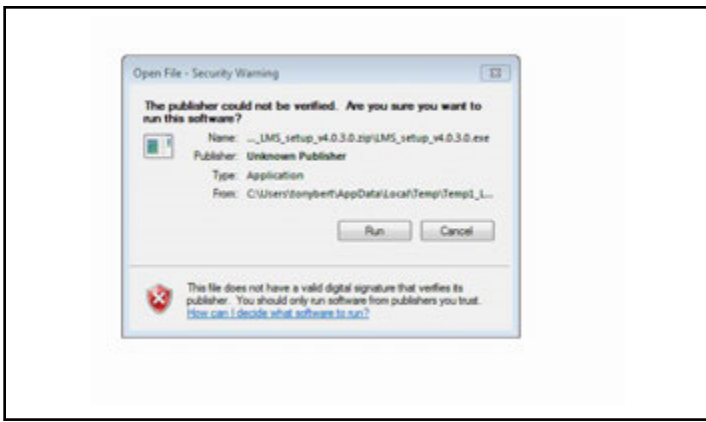 Open File - Security Warning
The publisher could not be verified. Are you sure you want to
run this software?
Name: ..._LMS_setup_v4.0.3.0.zip\LMS_setup_v4.0.3.0.exe
Publisher: Unknown Publisher
Type: Application
From: C:\Users\tonybert\AppData\Local\Temp\Temp1_L...
Run Cancel
This file does not have a valid digital signature that verifies its
publisher. You should only run software from publishers you trust.
How can I decide what software to run?